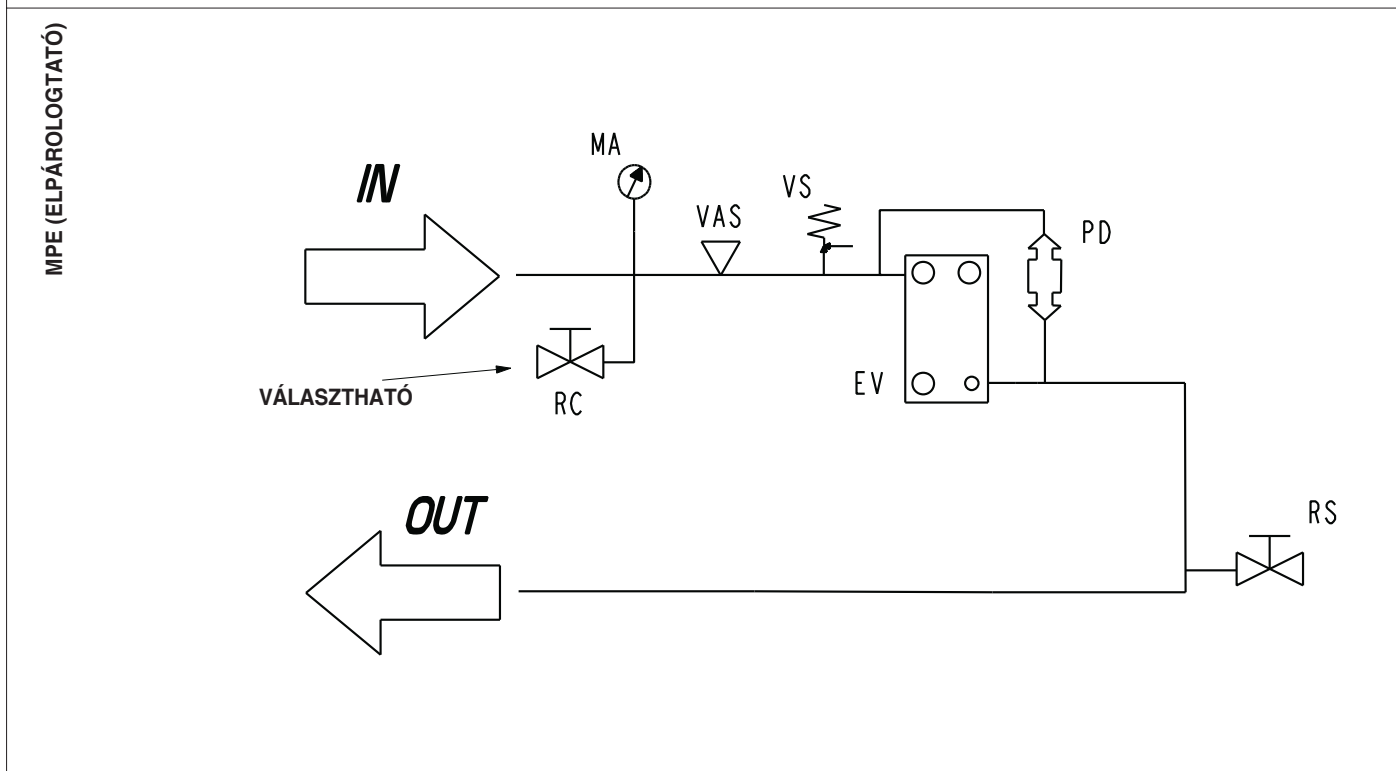 MPE (ELPÁROLOGTATÓ)
IN
MA
VAS
VS
PD
VÁLASZTHATÓ
RC
EV
OUT
RS